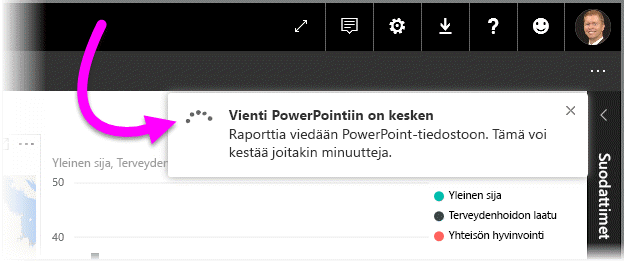 Vienti PowerPointiin on kesken
Raporttia viedään PowerPoint-tiedostoon. Tämä voi
kestää joitakin minuutteja.
Yleinen sija, Terveydenh
50
40
Yleinen sija
Terveydenhoidon laatu
Yhteisön hyvinvointi
Suodattimet